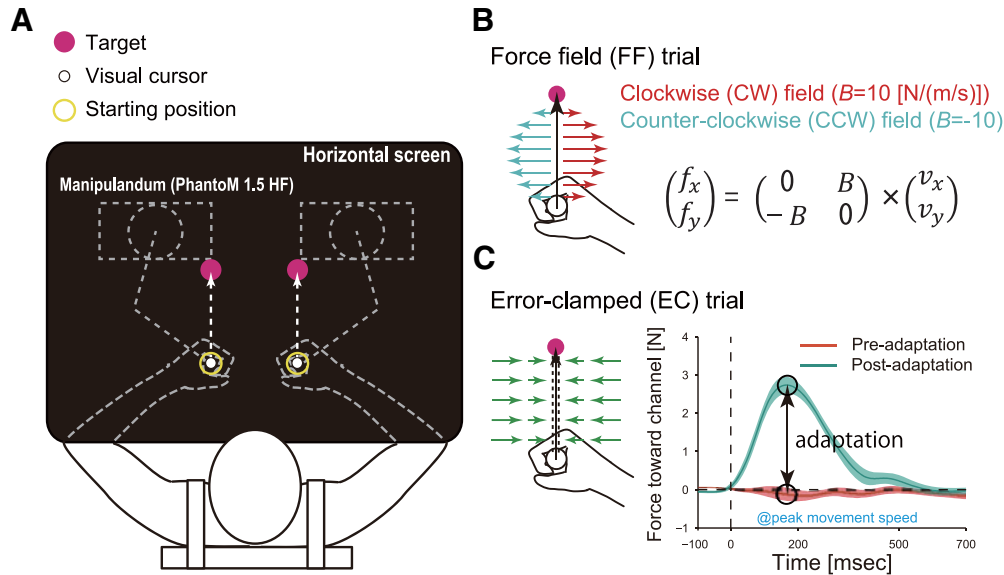 A
Target
Visual cursor
Starting position
Horizontal screen
Manipulandum (PhantoM 1.5 HF)
B
Force field (FF) trial
Clockwise (CW) field (B=10 [N/(m/s)])
Counter-clockwise (CCW) field (B=-10)
(fx fy) = (0 B −B 0) × (vx vy)
C
Error-clamped (EC) trial
Force toward channel [N]
4
3
2
1
0
−1
Pre-adaptation
Post-adaptation
adaptation
@peak movement speed
−100 0 200 500 700
Time [msec]